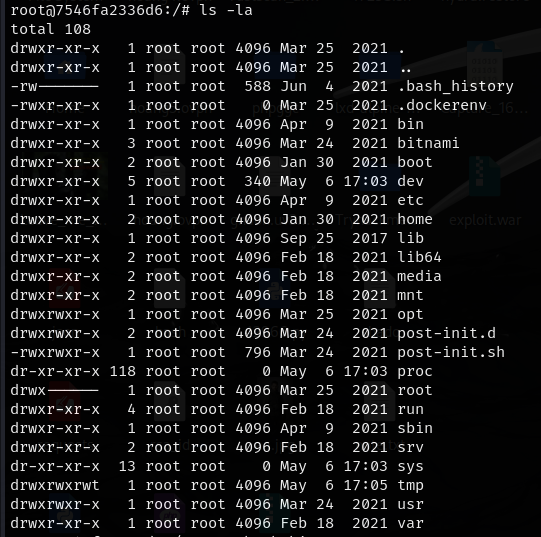 root@7546fa2336d6:/# ls -la
total 108
drwxr-xr-x   1 root root 4096 Mar 25  2021 .
drwxr-xr-x   1 root root 4096 Mar 25  2021 ..
-rw-------   1 root root  588 Jun  4  2021 .bash_history
-rwxr-xr-x   1 root root    0 Mar 25  2021 .dockerenv
drwxr-xr-x   1 root root 4096 Apr  9  2021 bin
drwxr-xr-x   3 root root 4096 Mar 24  2021 bitnami
drwxr-xr-x   2 root root 4096 Jan 30  2021 boot
drwxr-xr-x   5 root root  340 May  6 17:03 dev
drwxr-xr-x   1 root root 4096 Apr  9  2021 etc
drwxr-xr-x   2 root root 4096 Jan 30  2021 home
drwxr-xr-x   1 root root 4096 Sep 25  2017 lib
drwxr-xr-x   2 root root 4096 Feb 18  2021 lib64
drwxr-xr-x   2 root root 4096 Feb 18  2021 media
drwxr-xr-x   2 root root 4096 Feb 18  2021 mnt
drwxrwxr-x   1 root root 4096 Mar 25  2021 opt
drwxrwxr-x   2 root root 4096 Mar 24  2021 post-init.d
-rwxrwxr-x   1 root root  796 Mar 24  2021 post-init.sh
dr-xr-xr-x 118 root root    0 May  6 17:03 proc
drwx------   1 root root 4096 Mar 25  2021 root
drwxr-xr-x   4 root root 4096 Feb 18  2021 run
drwxr-xr-x   1 root root 4096 Apr  9  2021 sbin
drwxr-xr-x   2 root root 4096 Feb 18  2021 srv
dr-xr-xr-x  13 root root    0 May  6 17:03 sys
drwxrwxrwt   1 root root 4096 May  6 17:05 tmp
drwxrwxr-x   1 root root 4096 Mar 24  2021 usr
drwxr-xr-x   1 root root 4096 Feb 18  2021 var
exploit.war